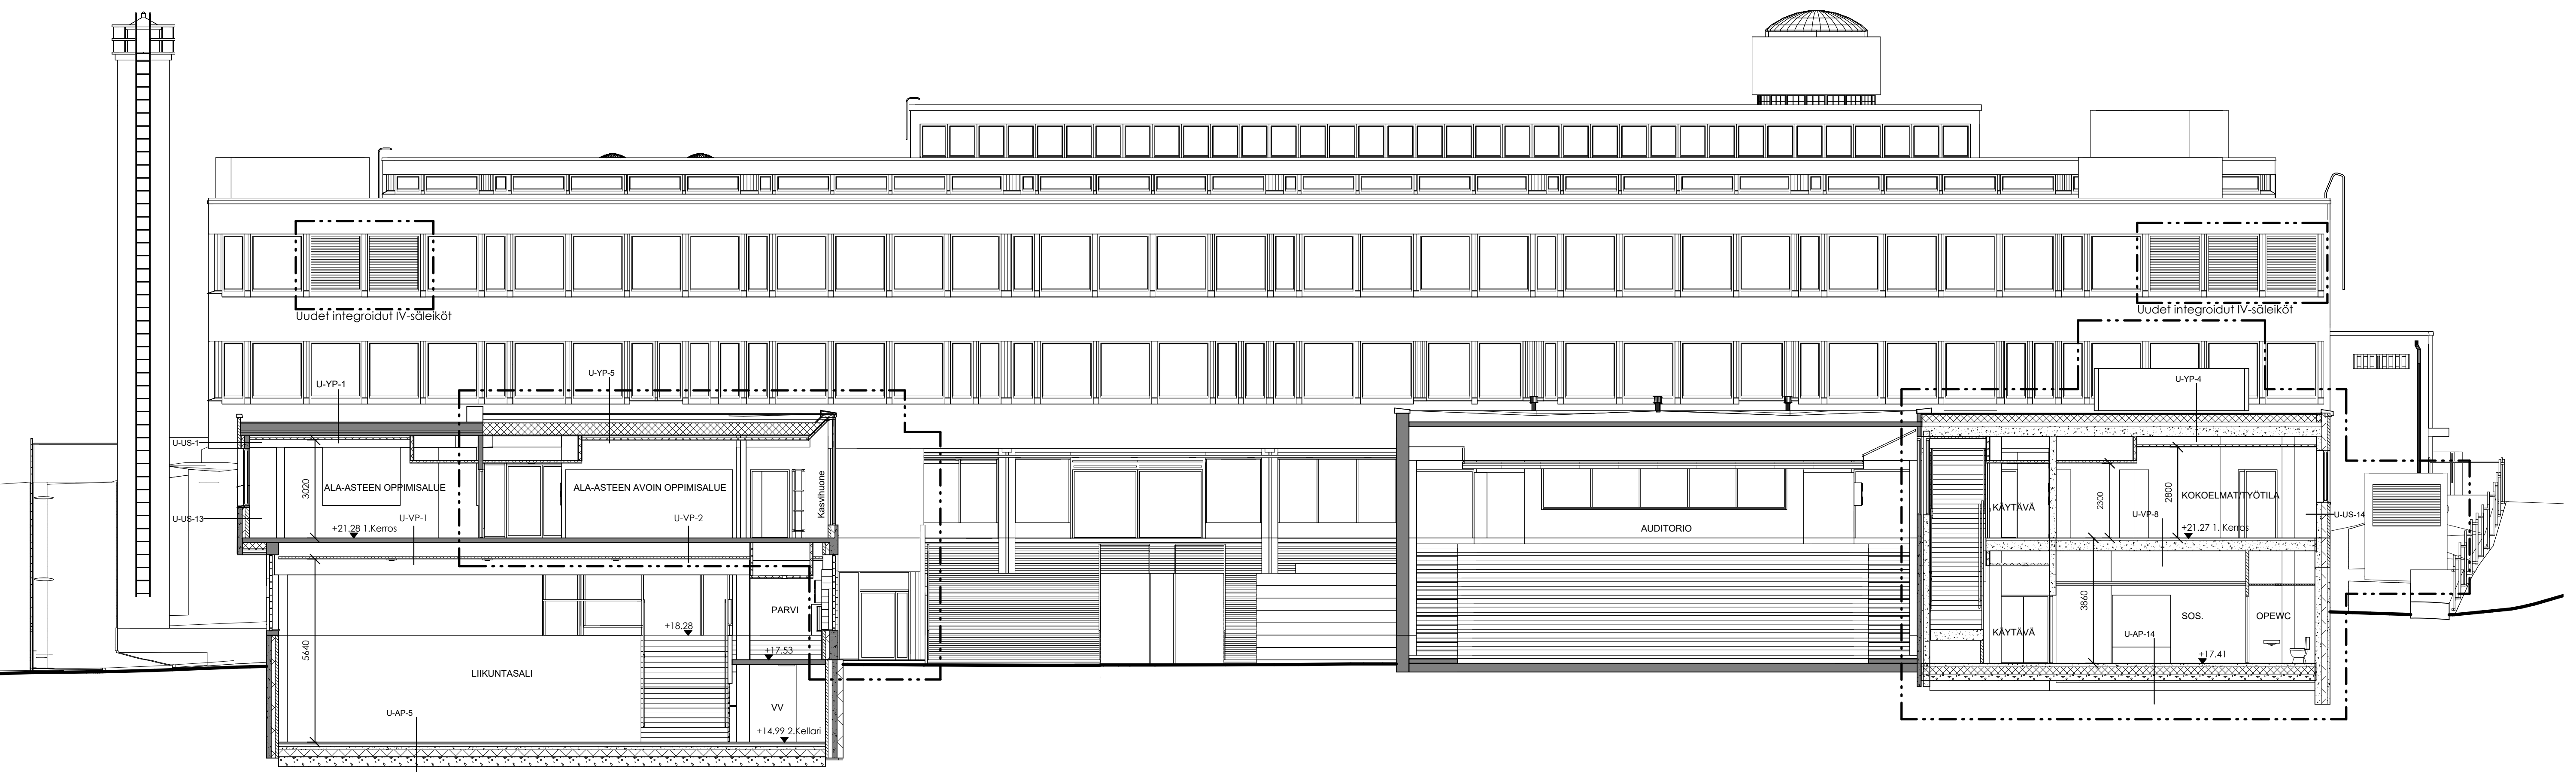 Uudet integroidut IV-säleiköt
Uudet integroidut IV-säleiköt
U-YP-1
U-YP-5
U-YP-4
U-US-1
U-US-13
3020
ALA-ASTEEN OPPIMISALUE
ALA-ASTEEN AVOIN OPPIMISALUE
Kasvihuone
+21.28 1.Kerros
U-VP-1
U-VP-2
AUDITORIO
KÄYTÄVÄ
2300
2800
KOKOELMAT/TYÖTILA
U-VP-8
U-US-14
+21.27 1. Kerros
5640
PARVI
+18.28
+17.53
LIIKUNTASALI
VV
U-AP-5
+14.99 2.Kellari
3860
SOS.
OPEWC
KÄYTÄVÄ
U-AP-14
+17.41